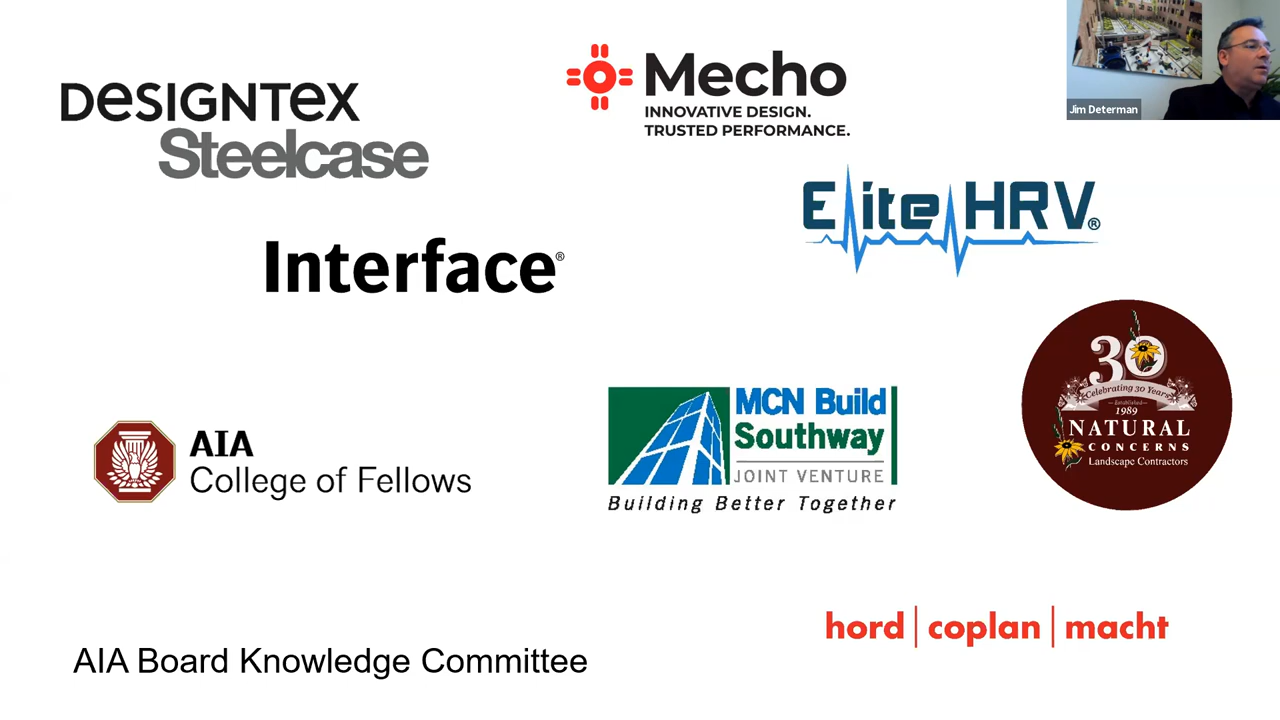 DESIGNTEX
Steelcase
Mecho
INNOVATIVE DESIGN.
TRUSTED PERFORMANCE.
Jim Determan
Elite HRV®
Interface®
30
Celebrating 30 Years
Established
1989
NATURAL
CONCERNS
Landscape Contractors
AIA
College of Fellows
MCN Build
Southway
JOINT VENTURE
Building Better Together
hord | coplan | macht
AIA Board Knowledge Committee